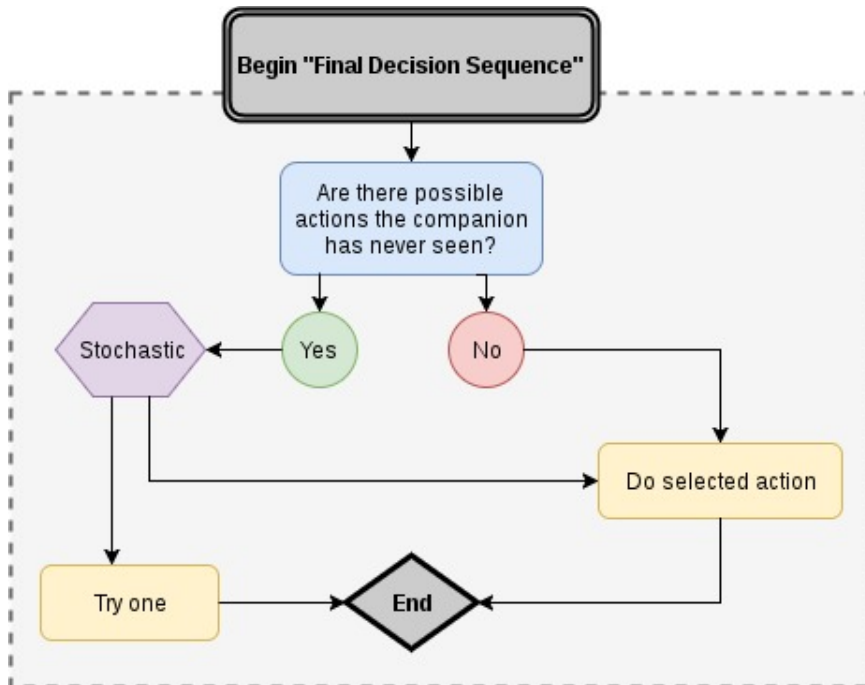 Begin "Final Decision Sequence"
Are there possible
actions the companion
has never seen?
Stochastic
Yes
No
Do selected action
Try one
End